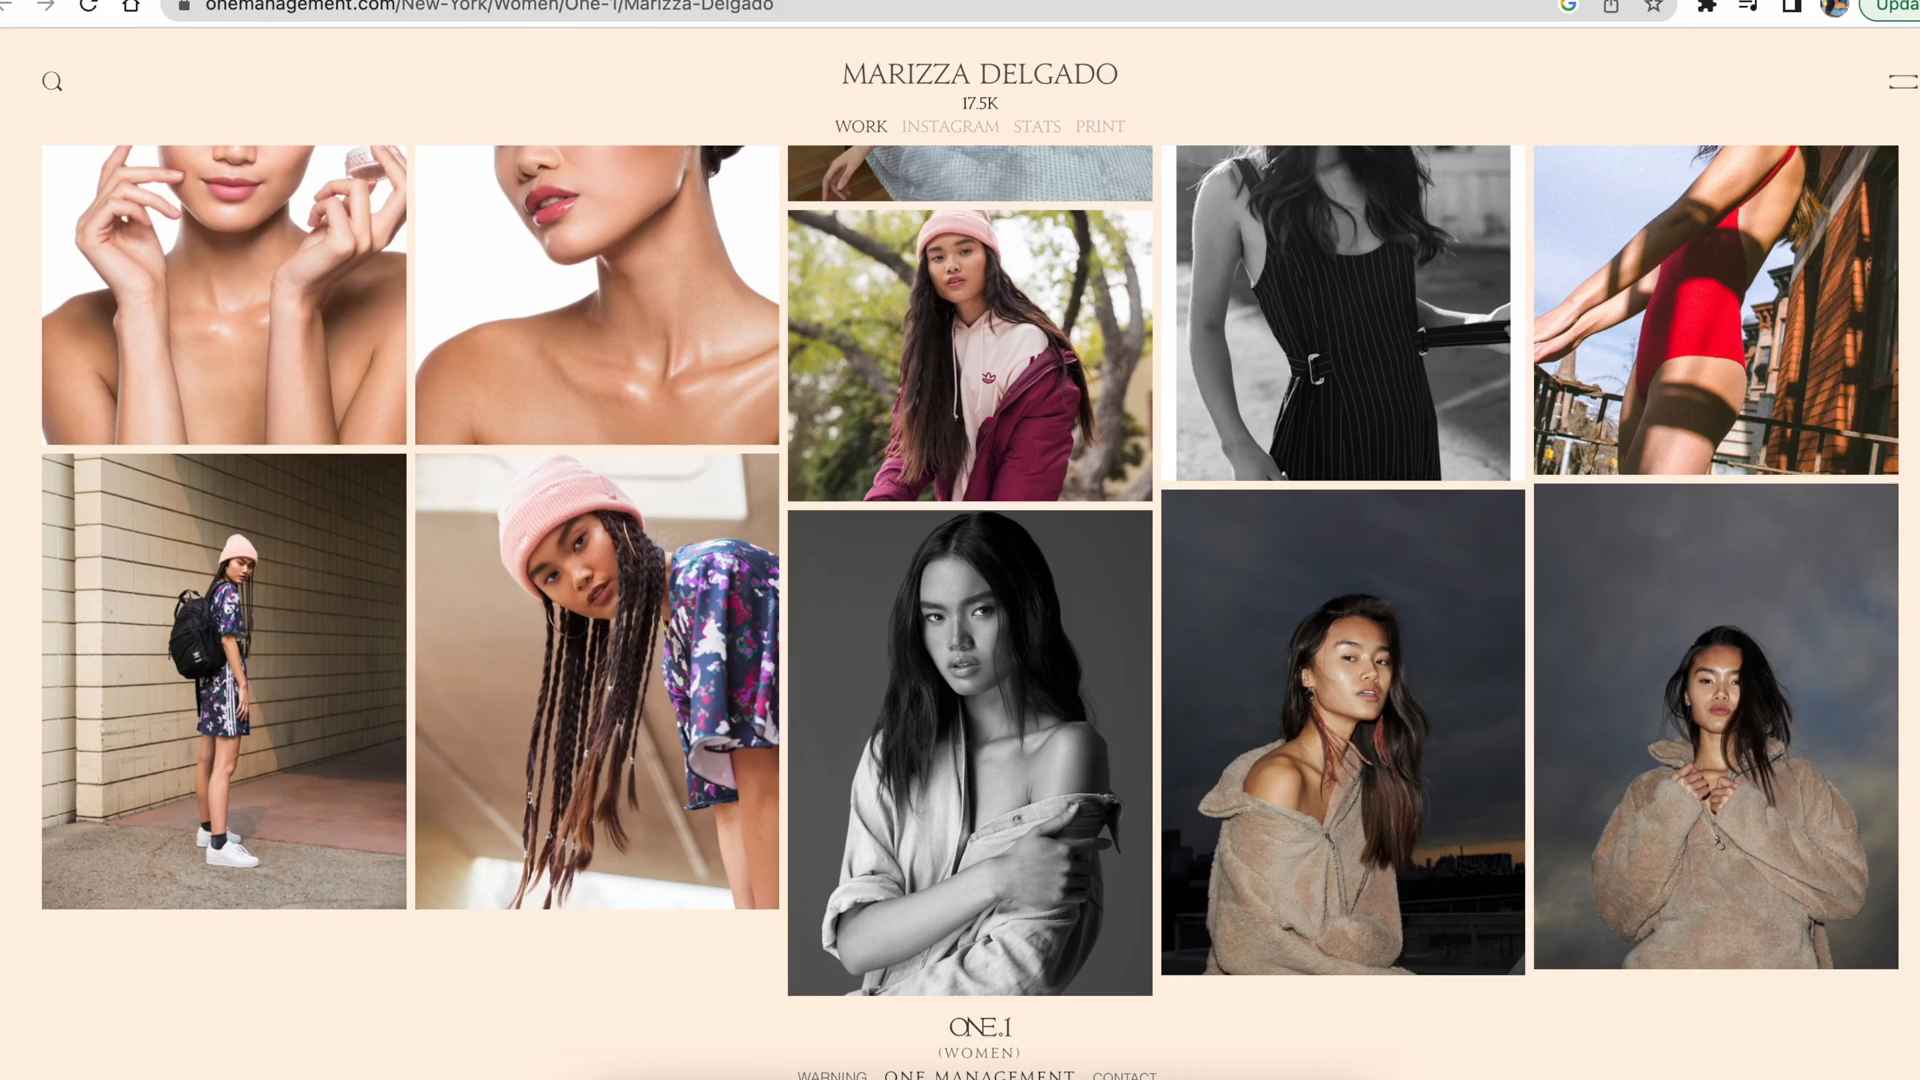 onemanagement.com/New-York/Women/One-1/Marizza-Delgado
Upda
MARIZZA DELGADO
17.5K
WORK INSTAGRAM STATS PRINT
ONE.1
(WOMEN)
WARNING ONE MANAGEMENT CONTACT